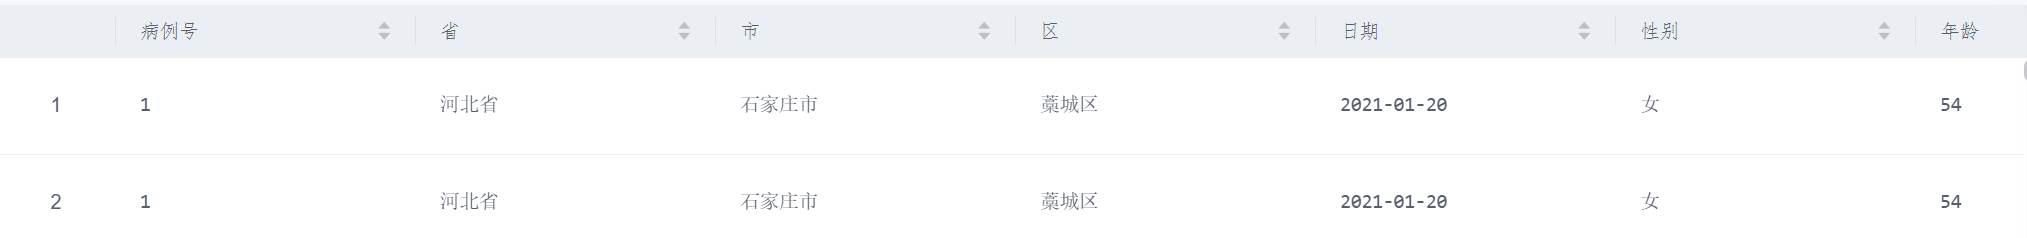 病例号 省 市 区 日期 性别 年龄
1 1 河北省 石家庄市 藁城区 2021-01-20 女 54
2 1 河北省 石家庄市 藁城区 2021-01-20 女 54